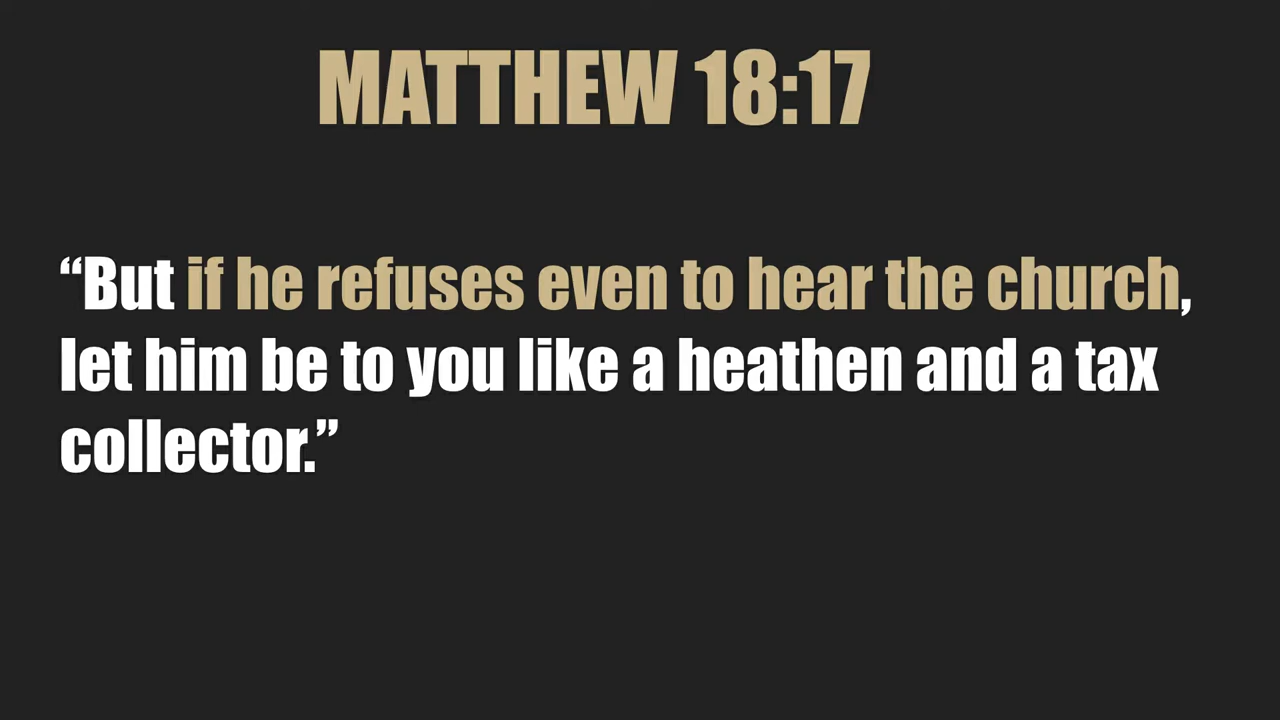 MATTHEW 18:17
“But if he refuses even to hear the church,
let him be to you like a heathen and a tax
collector.”